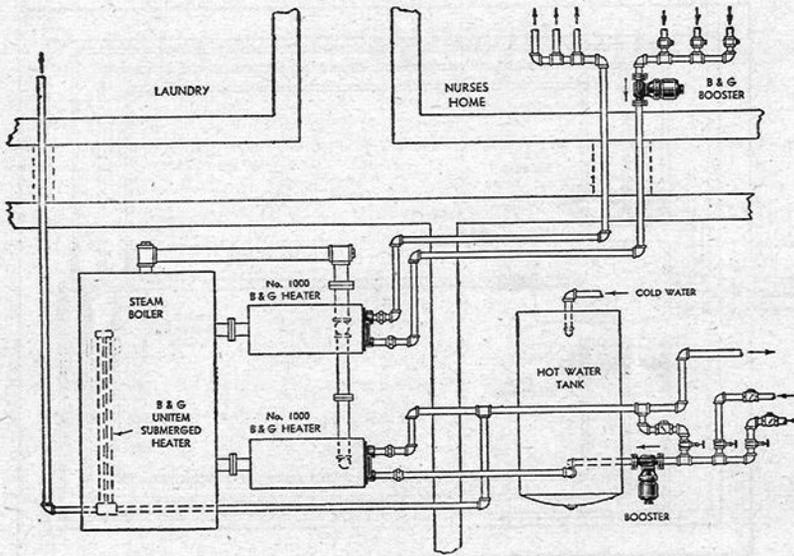 LAUNDRY
NURSES
HOME
B & G
BOOSTER
STEAM
BOILER
No. 1000
B & G HEATER
COLD WATER
HOT WATER
TANK
B & G
UNITEM
SUBMERGED
HEATER
No. 1000
B & G HEATER
BOOSTER